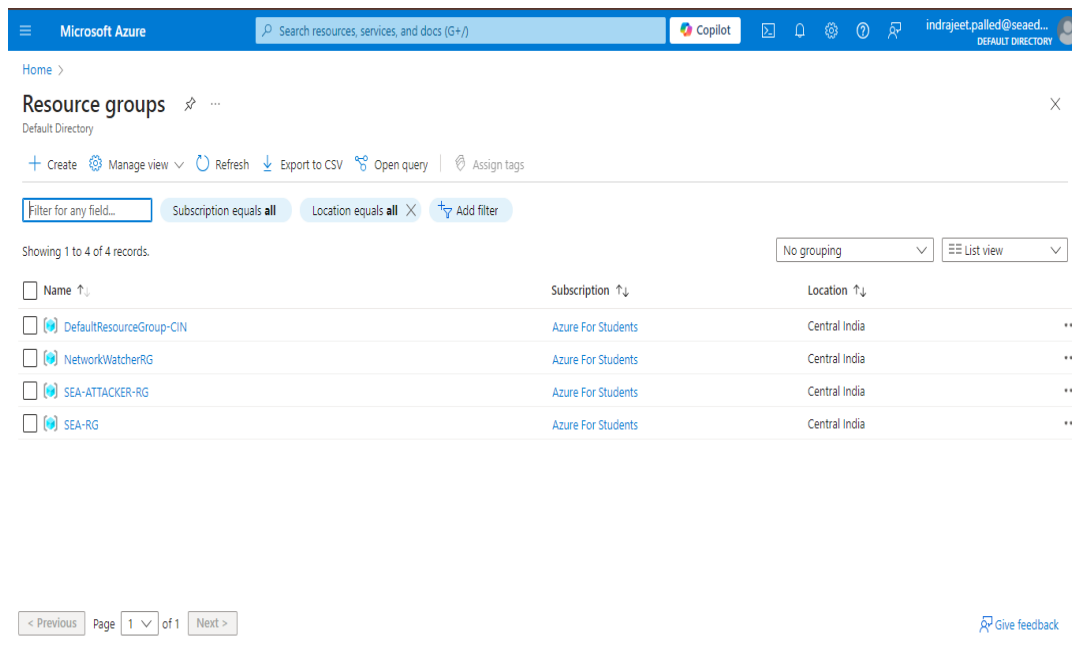 Microsoft Azure Search resources, services, and docs (G+/) Copilot indrajeet.palled@seaed...
DEFAULT DIRECTORY
Home >
Resource groups ...
Default Directory
+ Create Manage view Refresh Export to CSV Open query Assign tags
Filter for any field... Subscription equals all Location equals all Add filter
Showing 1 to 4 of 4 records. No grouping List view
Name ↑↓ Subscription ↑↓ Location ↑↓
DefaultResourceGroup-CIN Azure For Students Central India
NetworkWatcherRG Azure For Students Central India
SEA-ATTACKER-RG Azure For Students Central India
SEA-RG Azure For Students Central India
< Previous Page 1 of 1 Next > Give feedback